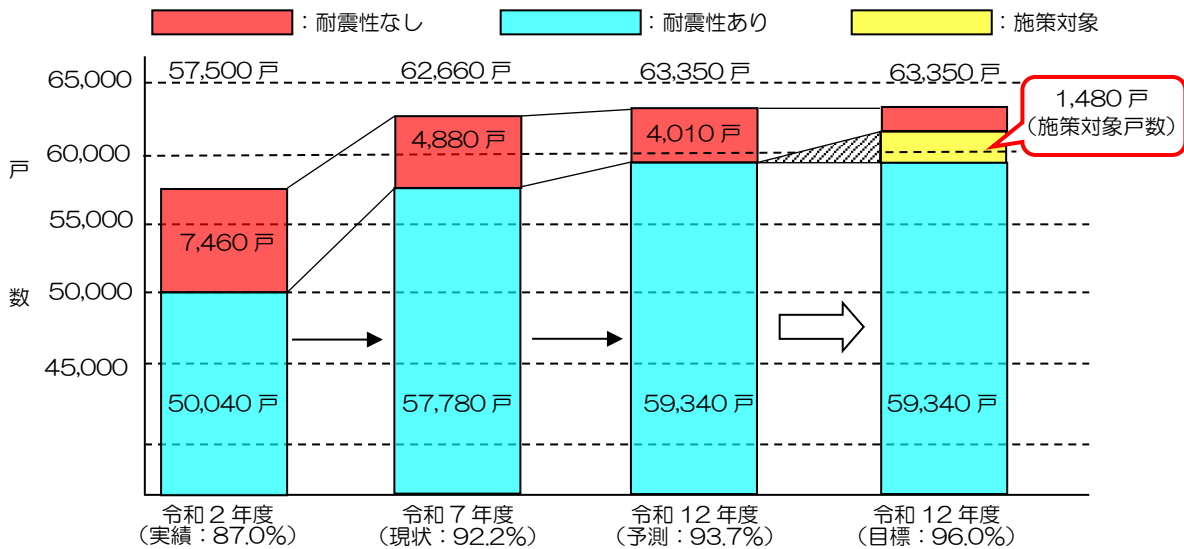 ：耐震性なし ：耐震性あり ：施策対象
57,500 戸 62,660 戸 63,350 戸 63,350 戸
1,480 戸
（施策対象戸数）
65,000
60,000
55,000
50,000
45,000
戸
数
7,460 戸
50,040 戸
4,880 戸
57,780 戸
4,010 戸
59,340 戸
59,340 戸
令和 2 年度
（実績：87.0%）
令和 7 年度
（現状：92.2%）
令和 12 年度
（予測：93.7%）
令和 12 年度
（目標：96.0%）